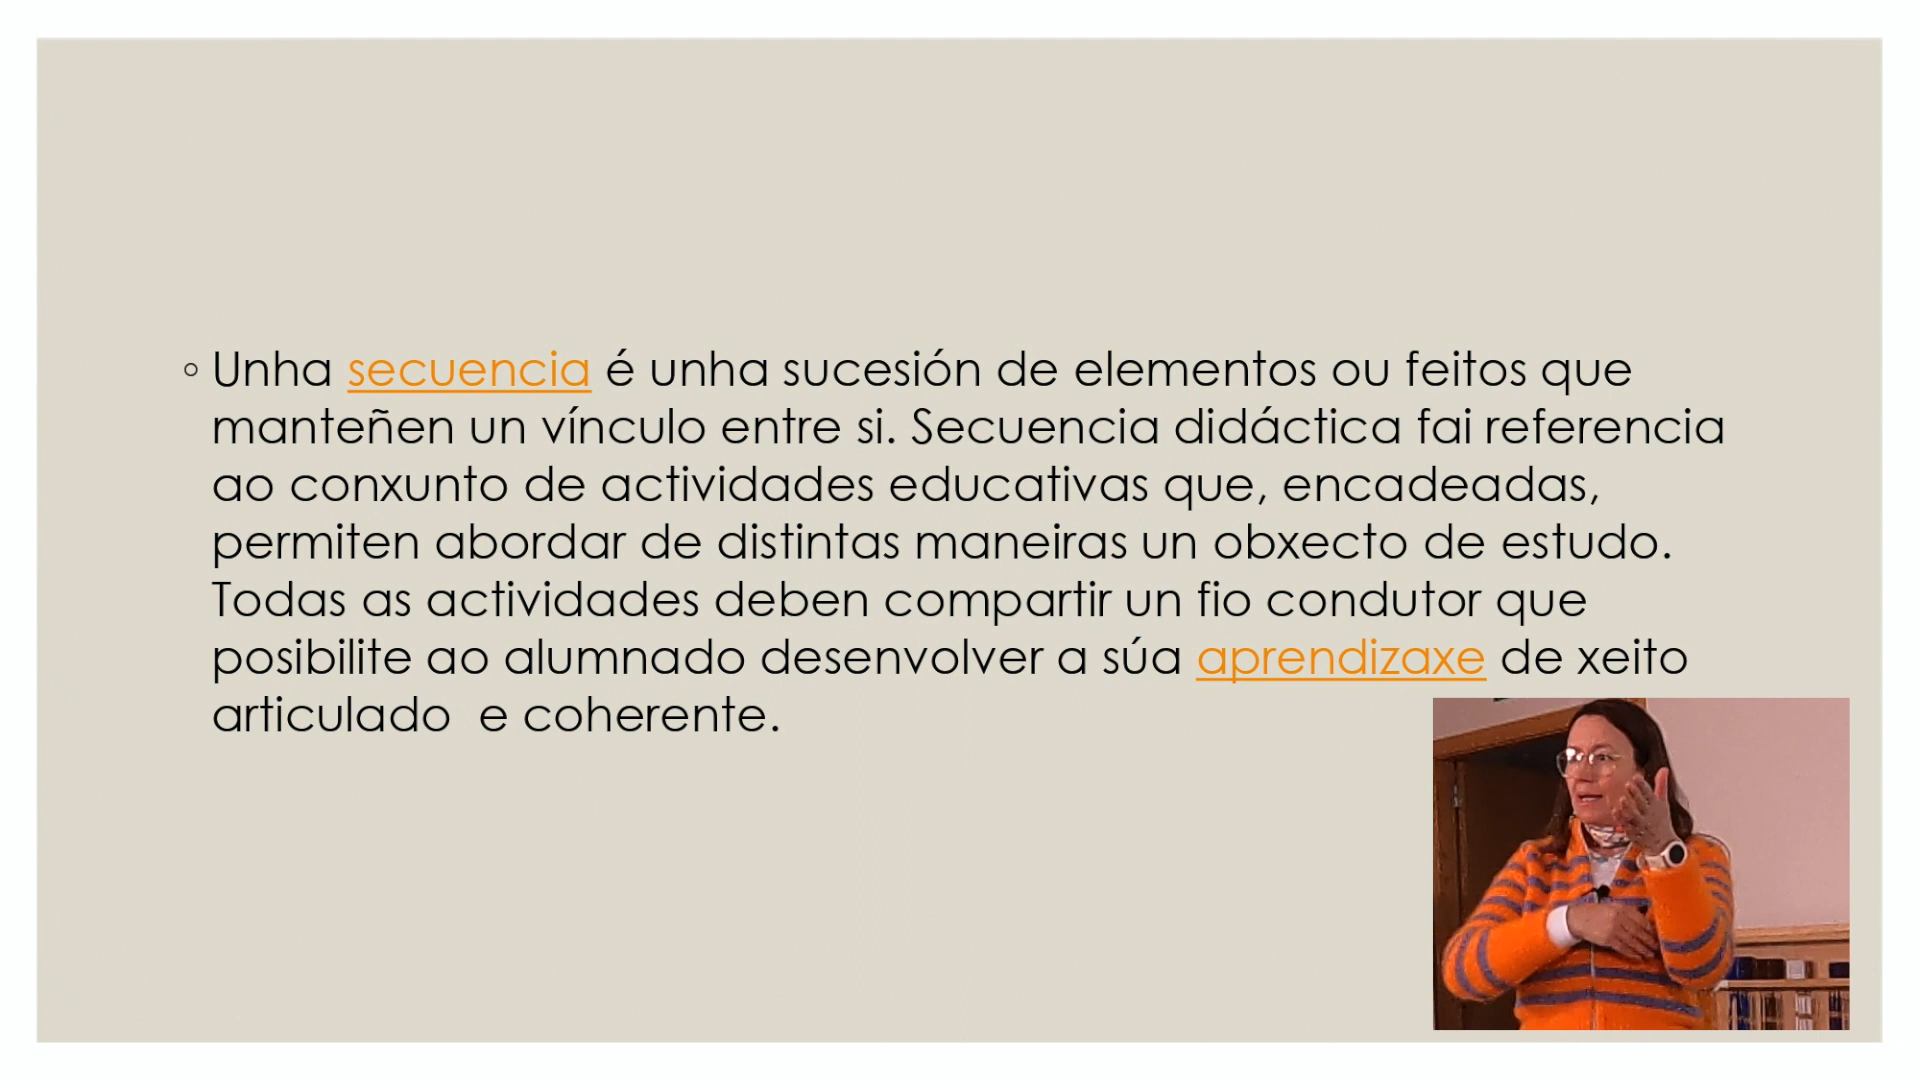 ◦ Unha secuencia é unha sucesión de elementos ou feitos que
manteñen un vínculo entre si. Secuencia didáctica fai referencia
ao conxunto de actividades educativas que, encadeadas,
permiten abordar de distintas maneiras un obxecto de estudo.
Todas as actividades deben compartir un fio condutor que
posibilite ao alumnado desenvolver a súa aprendizaxe de xeito
articulado  e coherente.